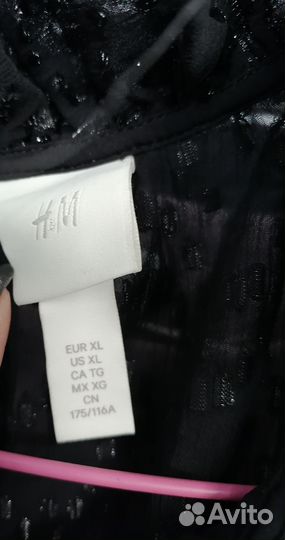 H&M
EUR XL
US XL
CA TG
MX XG
CN
175/116A
Avito